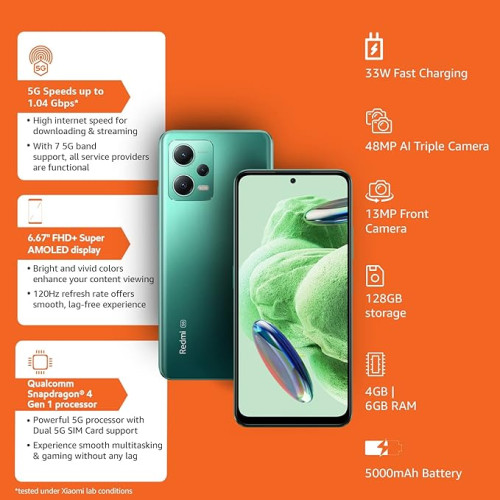 5G
5G Speeds up to
1.04 Gbps*
• High internet speed for
downloading & streaming
• With 7 5G band
support, all service providers
are functional
6.67" FHD+ Super
AMOLED display
• Bright and vivid colors
enhance your content viewing
• 120Hz refresh rate offers
smooth, lag-free experience
Qualcomm
Snapdragon® 4
Gen 1 processor
• Powerful 5G processor with
Dual 5G SIM Card support
• Experience smooth multitasking
& gaming without any lag
*tested under Xiaomi lab conditions
Redmi 5G
33W Fast Charging
48MP AI Triple Camera
13MP Front
Camera
128GB
storage
4GB |
6GB RAM
5000mAh Battery